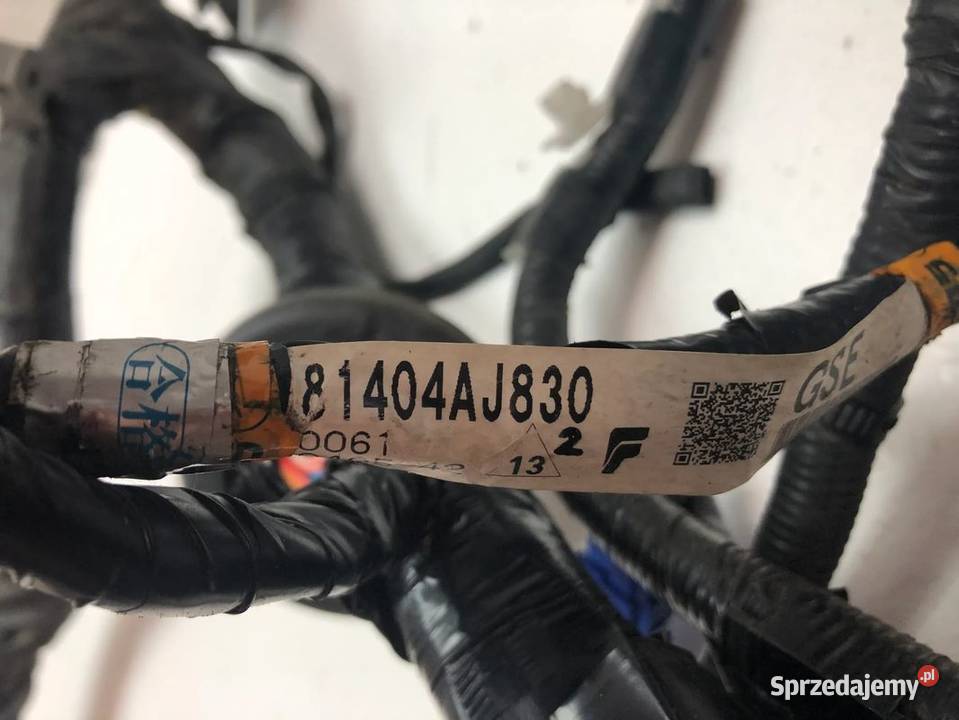 合格
81404AJ830
0061
13
2
GSE
Sprzedajemy.pl